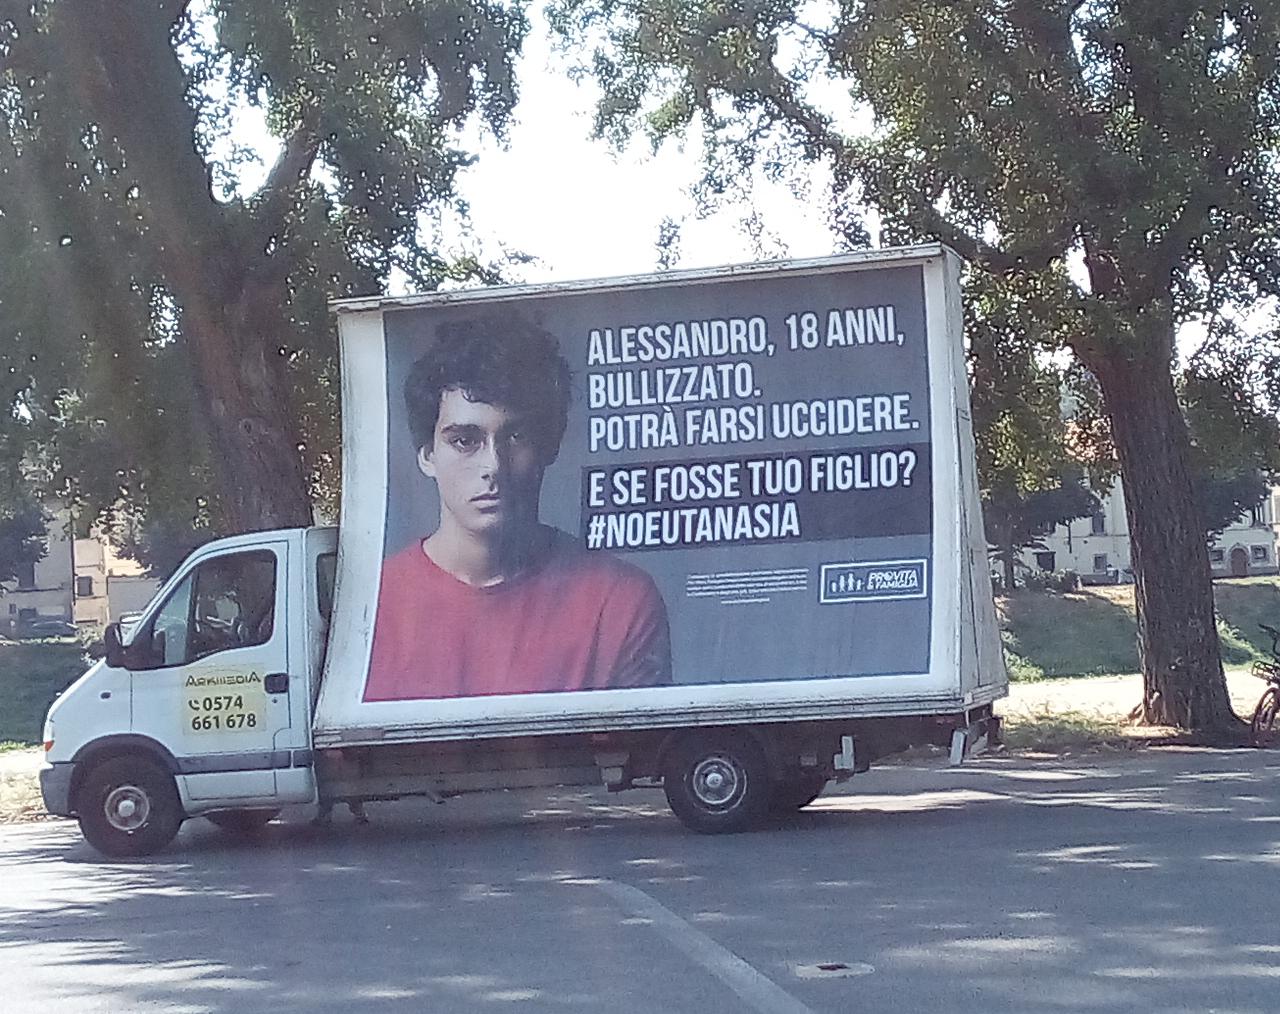 ALESSANDRO, 18 ANNI,
BULLIZZATO.
POTRÀ FARSI UCCIDERE.
E SE FOSSE TUO FIGLIO?
#NOEUTANASIA
PROVITA
& FAMIGLIA
ARKIMEDIA
0574
661 678